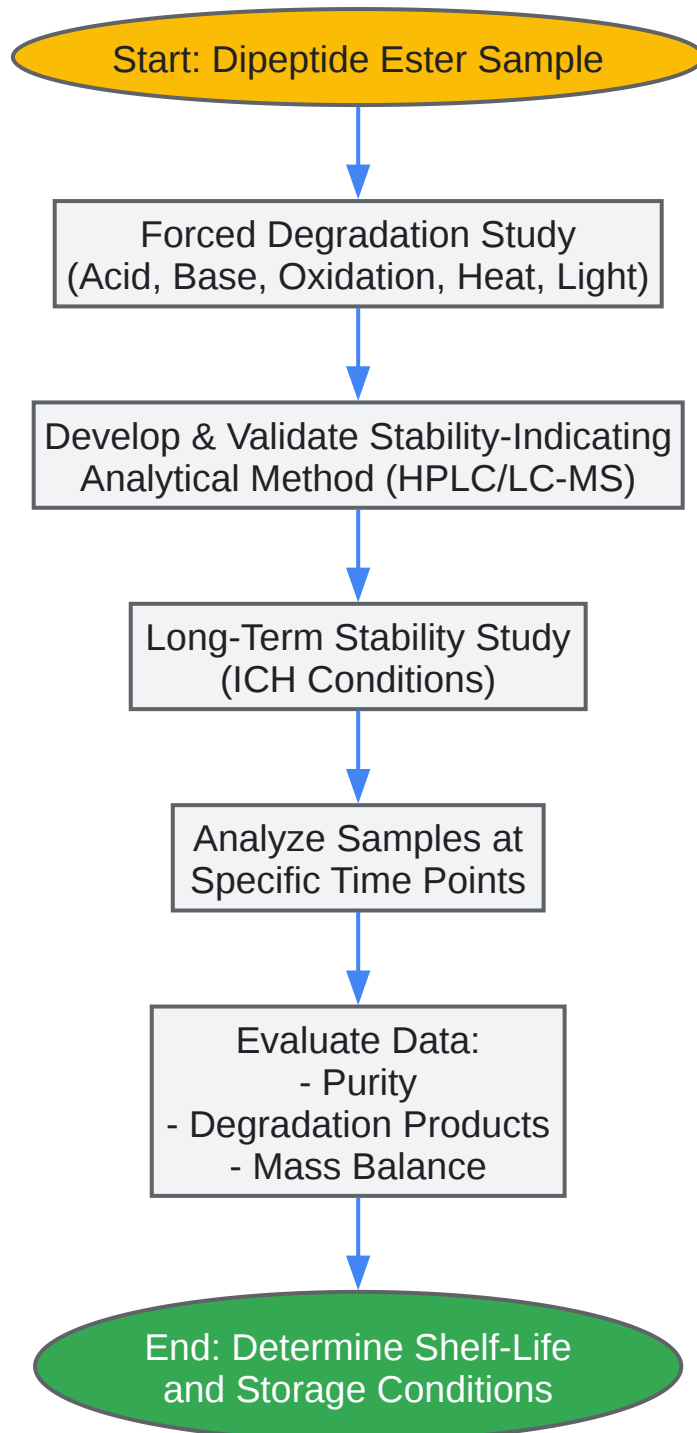 Start: Dipeptide Ester Sample
Forced Degradation Study
(Acid, Base, Oxidation, Heat, Light)
Develop & Validate Stability-Indicating
Analytical Method (HPLC/LC-MS)
Long-Term Stability Study
(ICH Conditions)
Analyze Samples at
Specific Time Points
Evaluate Data:
- Purity
- Degradation Products
- Mass Balance
End: Determine Shelf-Life
and Storage Conditions